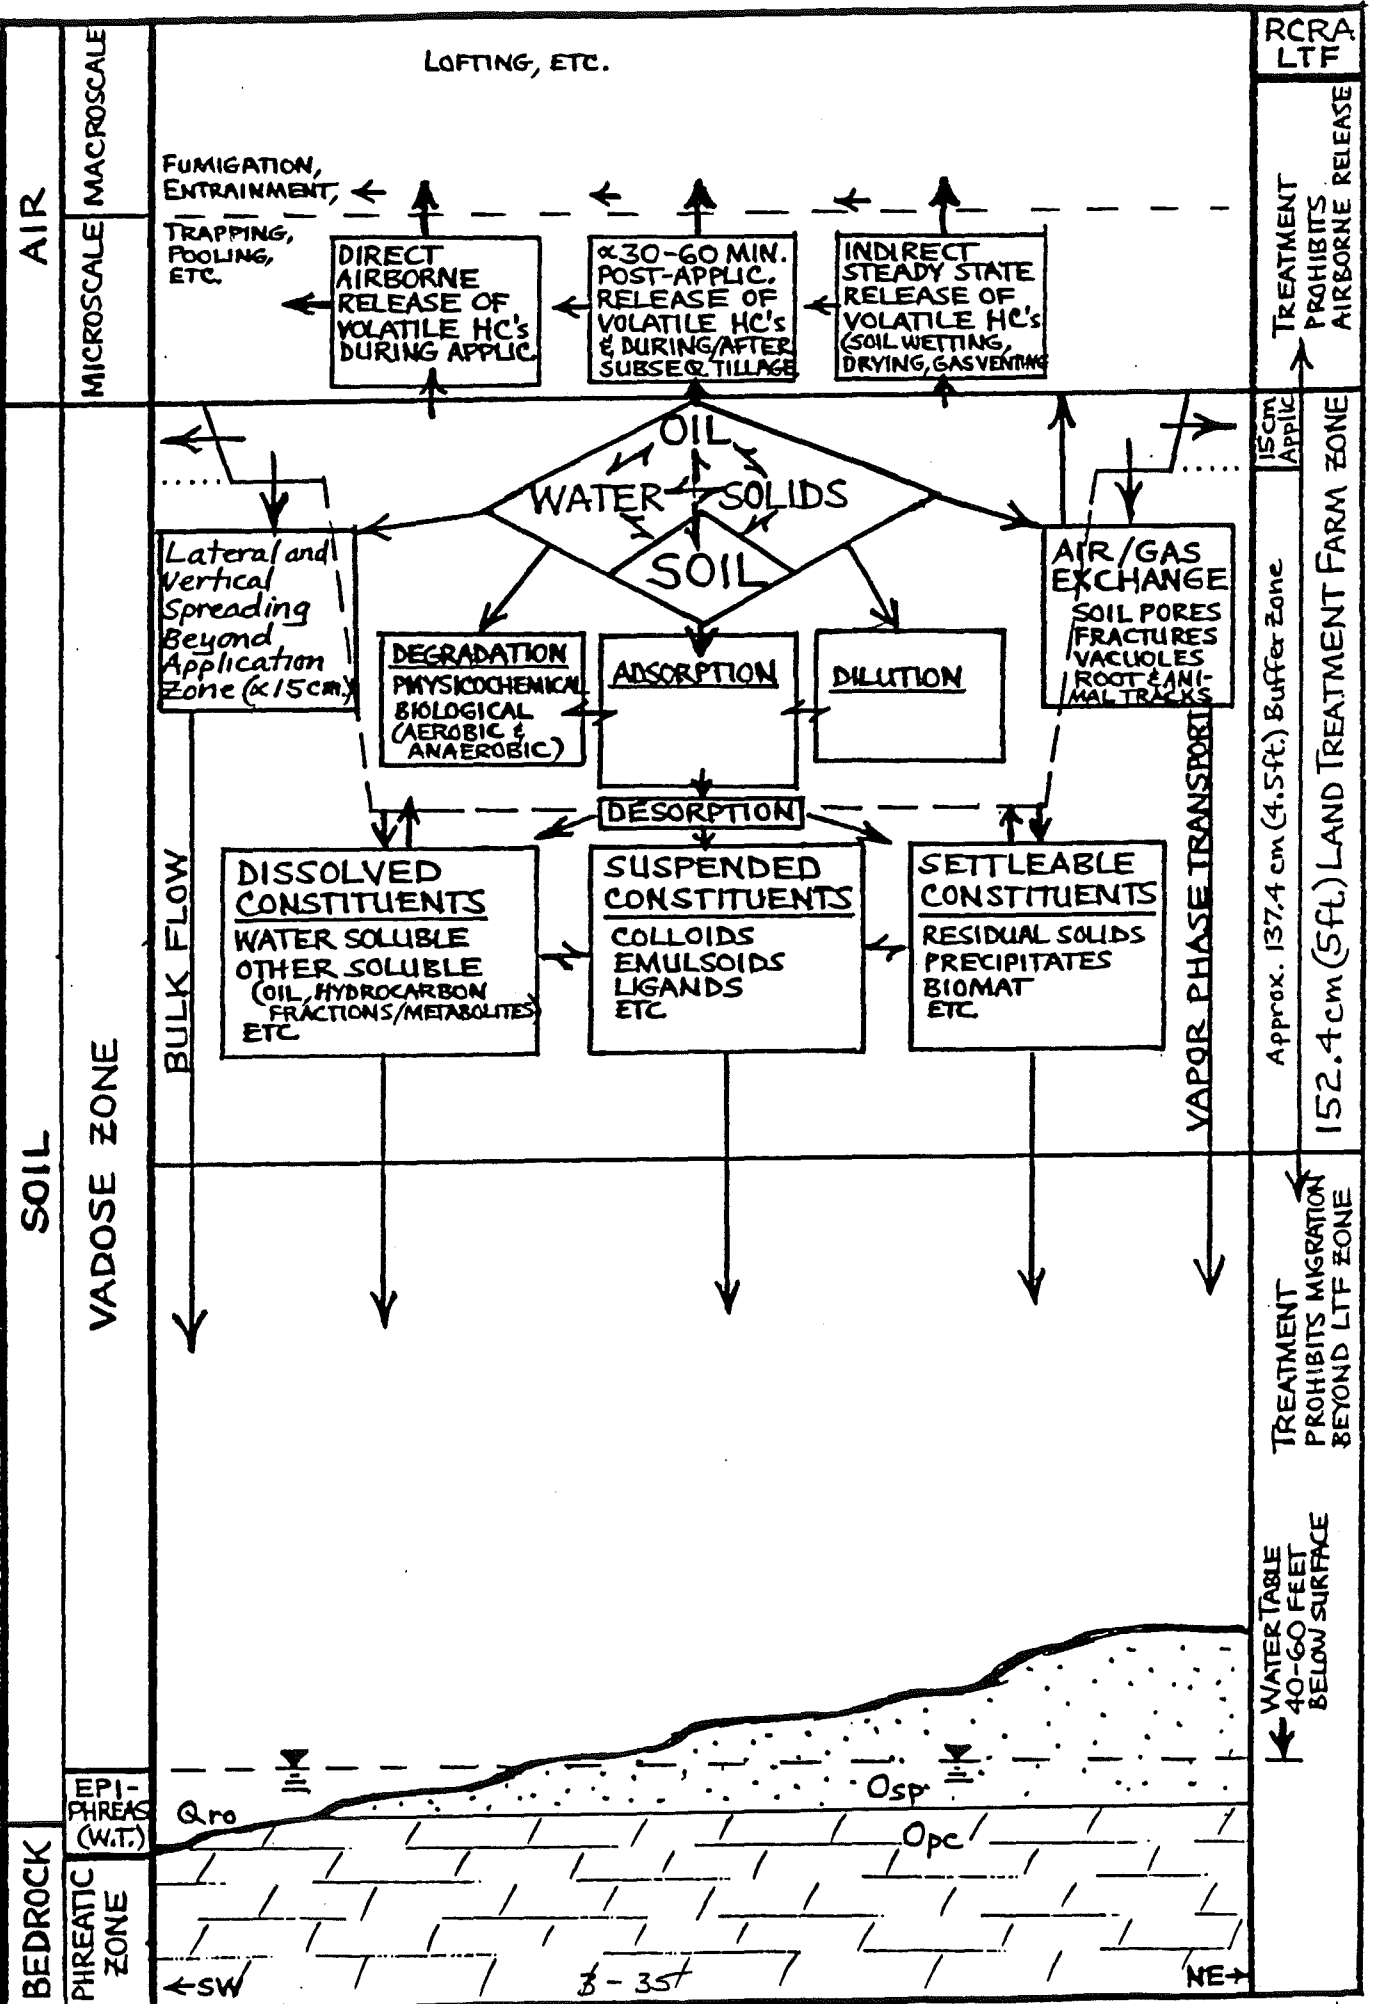 AIR
MACROSCALE
MICROSCALE
LOFTING, ETC.
RCRA
LTF
TREATMENT
PROHIBITS
AIRBORNE RELEASE
FUMIGATION,
ENTRAINMENT,
TRAPPING,
POOLING,
ETC.
DIRECT
AIRBORNE
RELEASE OF
VOLATILE HC's
DURING APPLIC.
∝30-60 MIN.
POST-APPLIC.
RELEASE OF
VOLATILE HC's
& DURING/AFTER
SUBSEQ TILLAGE
INDIRECT
STEADY STATE
RELEASE OF
VOLATILE HC's
(SOIL WETTING,
DRYING, GAS VENTING
SOIL
VADOSE ZONE
OIL
WATER
SOLIDS
SOIL
Lateral and
Vertical
Spreading
Beyond
Application
Zone (∝15cm.)
AIR/GAS
EXCHANGE
SOIL PORES
FRACTURES
VACUOLES
ROOT & ANI-
MAL TRACKS
DEGRADATION
PHYSICOCHEMICAL
BIOLOGICAL
(AEROBIC &
ANAEROBIC)
ADSORPTION
DILUTION
DESORPTION
BULK FLOW
DISSOLVED
CONSTITUENTS
WATER SOLUBLE
OTHER SOLUBLE
(OIL, HYDROCARBON
FRACTIONS/METABOLITES)
ETC
SUSPENDED
CONSTITUENTS
COLLOIDS
EMULSOIDS
LIGANDS
ETC
SETTLEABLE
CONSTITUENTS
RESIDUAL SOLIDS
PRECIPITATES
BIOMAT
ETC.
VAPOR PHASE TRANSPORT
15cm
Applic
Approx. 137.4 cm (4.5ft.) Buffer Zone
152.4 cm (5ft.) LAND TREATMENT FARM ZONE
TREATMENT
PROHIBITS MIGRATION
BEYOND LTF ZONE
WATER TABLE
40-60 FEET
BELOW SURFACE
EPI-
PHREAS
(W.T.)
Qro
Osp
Opc
BEDROCK
PHREATIC
ZONE
←SW
B-35
NE→